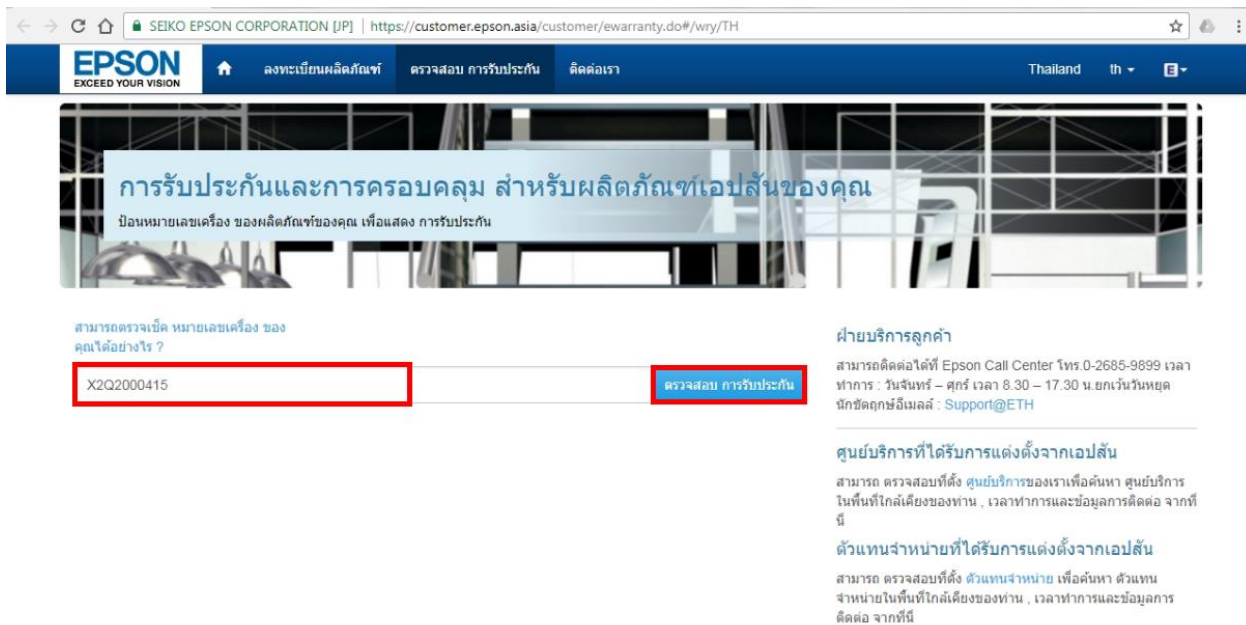 SEIKO EPSON CORPORATION [JP] | https://customer.epson.asia/customer/ewarranty.do#/wry/TH
EPSON
EXCEED YOUR VISION
ลงทะเบียนผลิตภัณฑ์ ตรวจสอบ การรับประกัน ติดต่อเรา Thailand th E
การรับประกันและการครอบคลุม สำหรับผลิตภัณฑ์เอปสันของคุณ
ป้อนหมายเลขเครื่อง ของผลิตภัณฑ์ของคุณ เพื่อแสดง การรับประกัน
สามารถตรวจเช็ค หมายเลขเครื่อง ของ
คุณได้อย่างไร ?
X2Q2000415 ตรวจสอบ การรับประกัน
ฝ่ายบริการลูกค้า
สามารถติดต่อได้ที่ Epson Call Center โทร.0-2685-9899 เวลา
ทำการ : วันจันทร์ – ศุกร์ เวลา 8.30 – 17.30 น.ยกเว้นวันหยุด
นักขัตฤกษ์อีเมลล์ : Support@ETH
ศูนย์บริการที่ได้รับการแต่งตั้งจากเอปสัน
สามารถ ตรวจสอบที่ตั้ง ศูนย์บริการของเราเพื่อค้นหา ศูนย์บริการ
ในพื้นที่ใกล้เคียงของท่าน , เวลาทำการและข้อมูลการติดต่อ จากที่
นี่
ตัวแทนจำหน่ายที่ได้รับการแต่งตั้งจากเอปสัน
สามารถ ตรวจสอบที่ตั้ง ตัวแทนจำหน่าย เพื่อค้นหา ตัวแทน
จำหน่ายในพื้นที่ใกล้เคียงของท่าน , เวลาทำการและข้อมูลการ
ติดต่อ จากที่นี่